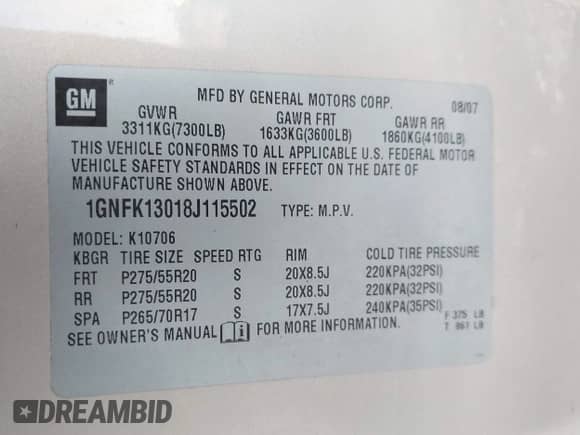 GM
®
MFD BY GENERAL MOTORS CORP. 08/07
GVWR GAWR FRT GAWR RR
3311KG(7300LB) 1633KG(3600LB) 1860KG(4100LB)
THIS VEHICLE CONFORMS TO ALL APPLICABLE U.S. FEDERAL MOTOR
VEHICLE SAFETY STANDARDS IN EFFECT ON THE DATE OF
MANUFACTURE SHOWN ABOVE.
1GNFK13018J115502 TYPE: M.P.V.
MODEL: K10706
KBGR TIRE SIZE SPEED RTG RIM COLD TIRE PRESSURE
FRT P275/55R20 S 20X8.5J 220KPA(32PSI)
RR P275/55R20 S 20X8.5J 220KPA(32PSI)
SPA P265/70R17 S 17X7.5J 240KPA(35PSI) F 375 LB
T 861 LB
SEE OWNER'S MANUAL FOR MORE INFORMATION.
DREAMBID